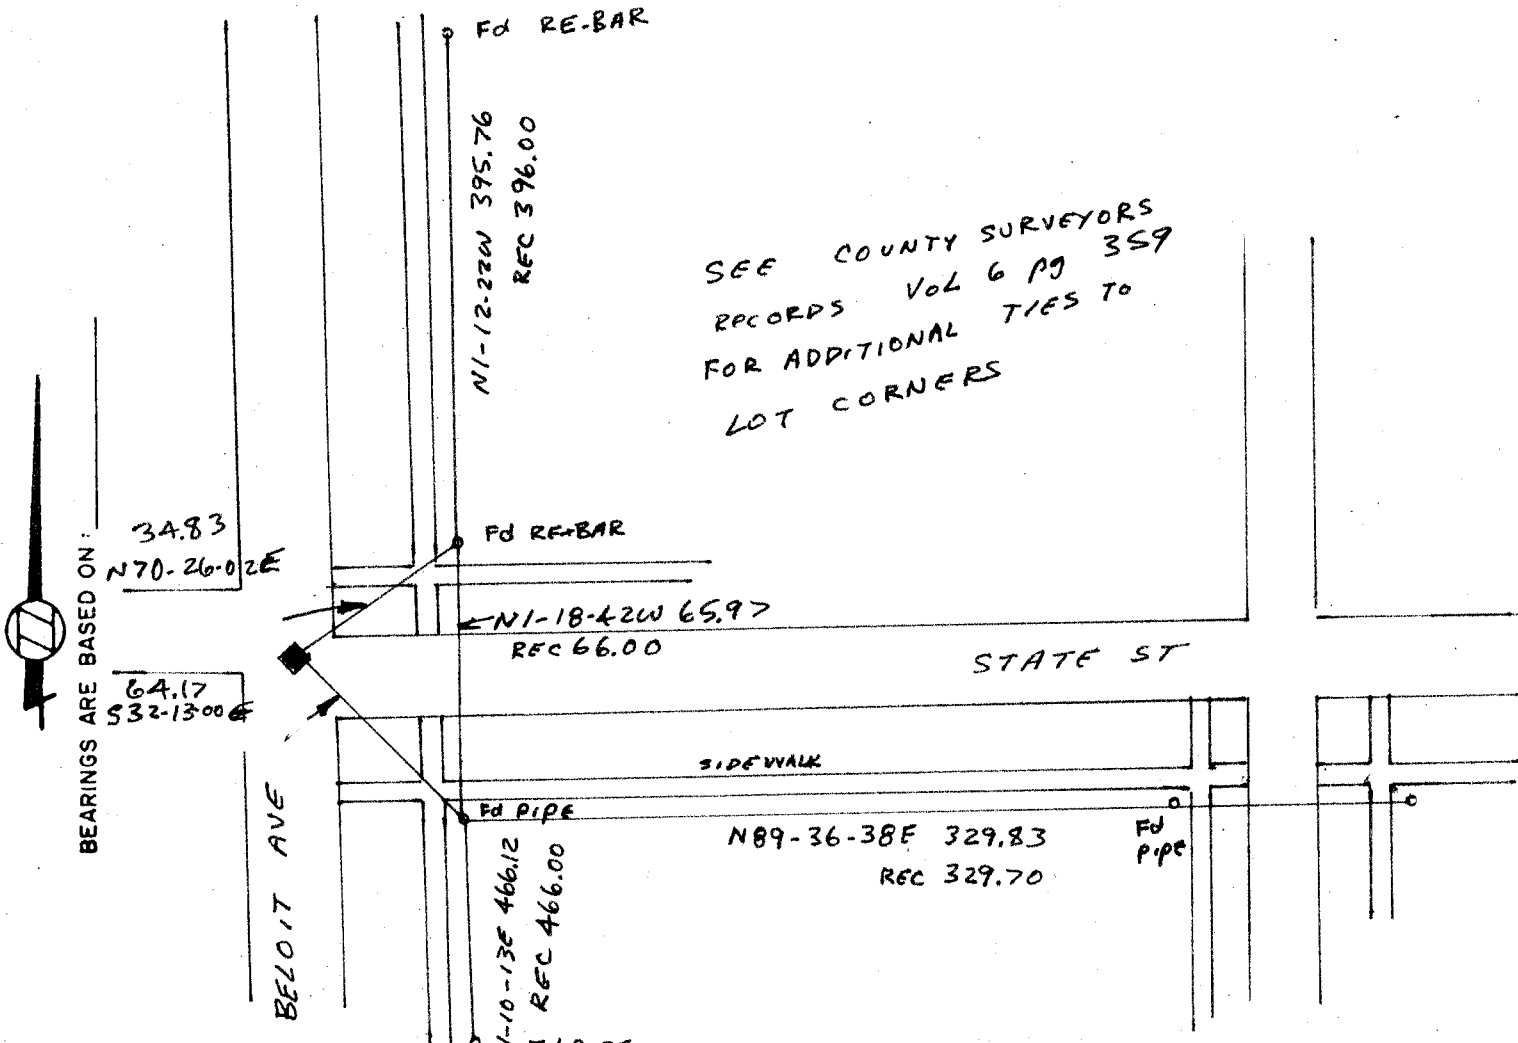 Fd RE-BAR
N1-12-22W 395.76
REC 396.00
SEE COUNTY SURVEYORS
RECORDS VOL 6 pg 359
FOR ADDITIONAL TIES TO
LOT CORNERS
BEARINGS ARE BASED ON:
34.83
N70-26-02E
Fd RE-BAR
N1-18-42W 65.97
REC 66.00
STATE ST
64.17
S32-13-00E
SIDEWALK
Fd PIPE
N89-36-38E 329.83
REC 329.70
Fd
PIPE
BELOIT AVE
1-10-13E 466.12
REC 466.00